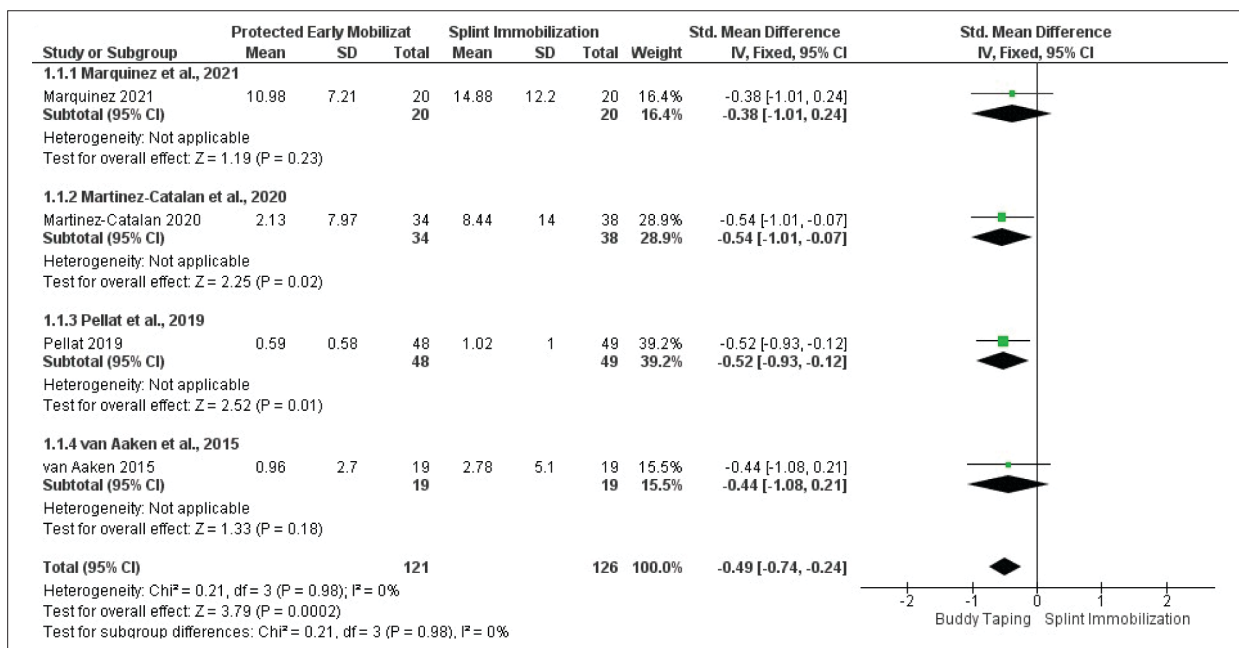 Protected Early Mobilizat Splint Immobilization Std. Mean Difference Std. Mean Difference
Study or Subgroup Mean SD Total Mean SD Total Weight IV, Fixed, 95% CI IV, Fixed, 95% CI
1.1.1 Marquinez et al., 2021
Marquinez 2021 10.98 7.21 20 14.88 12.2 20 16.4% -0.38 [-1.01, 0.24]
Subtotal (95% CI) 20 20 16.4% -0.38 [-1.01, 0.24]
Heterogeneity: Not applicable
Test for overall effect: Z = 1.19 (P = 0.23)
1.1.2 Martinez-Catalan et al., 2020
Martinez-Catalan 2020 2.13 7.97 34 8.44 14 38 28.9% -0.54 [-1.01, -0.07]
Subtotal (95% CI) 34 38 28.9% -0.54 [-1.01, -0.07]
Heterogeneity: Not applicable
Test for overall effect: Z = 2.25 (P = 0.02)
1.1.3 Pellat et al., 2019
Pellat 2019 0.59 0.58 48 1.02 1 49 39.2% -0.52 [-0.93, -0.12]
Subtotal (95% CI) 48 49 39.2% -0.52 [-0.93, -0.12]
Heterogeneity: Not applicable
Test for overall effect: Z = 2.52 (P = 0.01)
1.1.4 van Aaken et al., 2015
van Aaken 2015 0.96 2.7 19 2.78 5.1 19 15.5% -0.44 [-1.08, 0.21]
Subtotal (95% CI) 19 19 15.5% -0.44 [-1.08, 0.21]
Heterogeneity: Not applicable
Test for overall effect: Z = 1.33 (P = 0.18)
Total (95% CI) 121 126 100.0% -0.49 [-0.74, -0.24]
Heterogeneity: Chi² = 0.21, df = 3 (P = 0.98); I² = 0%
Test for overall effect: Z = 3.79 (P = 0.0002)
Test for subgroup differences: Chi² = 0.21, df = 3 (P = 0.98), I² = 0%
-2 -1 0 1 2
Buddy Taping Splint Immobilization